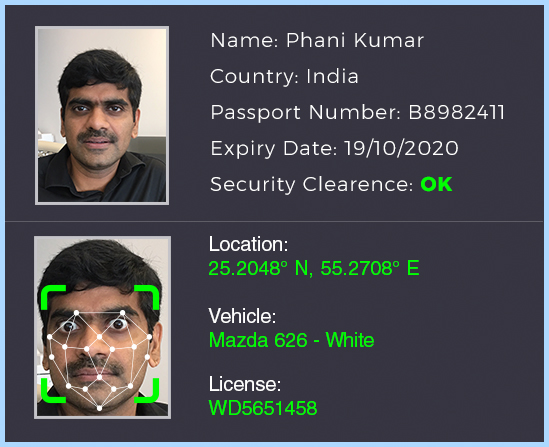 Name: Phani Kumar
Country: India
Passport Number: B8982411
Expiry Date: 19/10/2020
Security Clearence: OK
Location:
25.2048° N, 55.2708° E
Vehicle:
Mazda 626 - White
License:
WD5651458